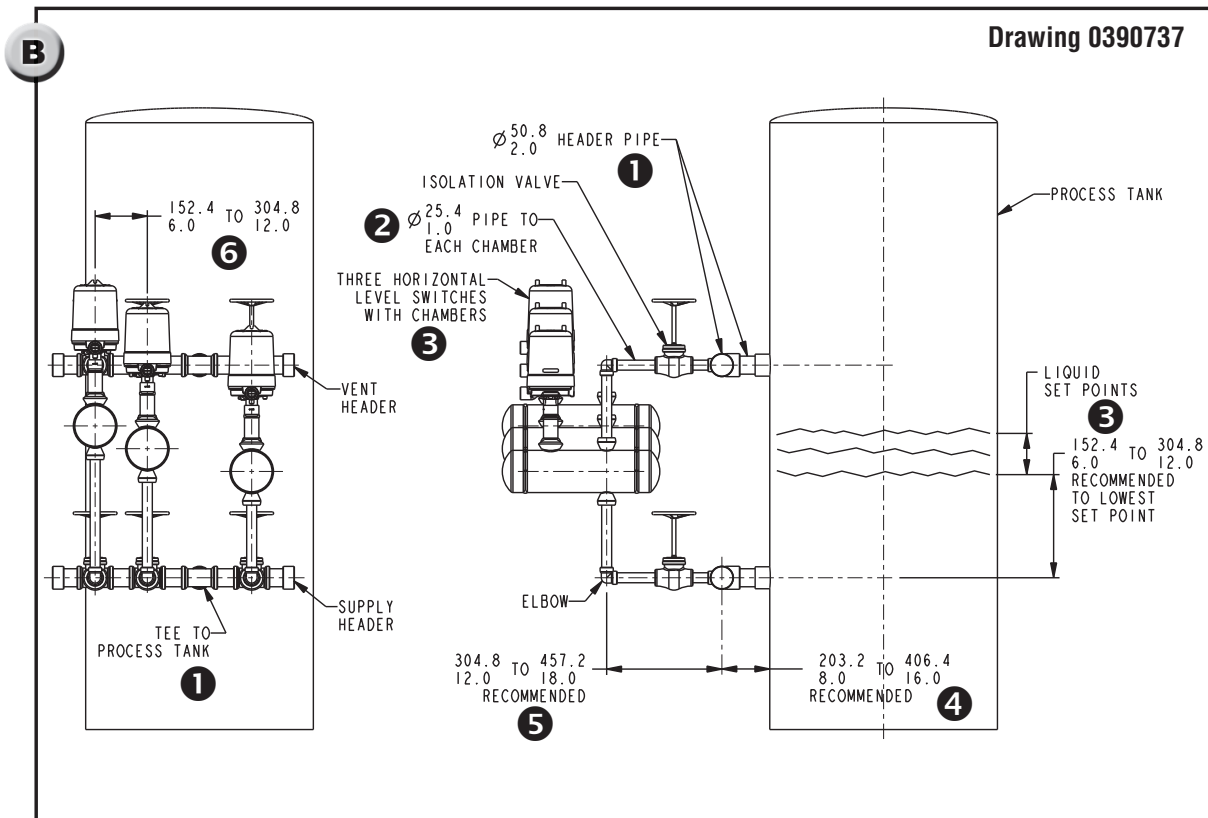 B
Drawing 0390737
152.4 TO 304.8
6.0 12.0
6
VENT
HEADER
SUPPLY
HEADER
TEE TO
PROCESS TANK
1
Ø 50.8 HEADER PIPE
2.0
1
ISOLATION VALVE
2 Ø 25.4 PIPE TO
1.0
EACH CHAMBER
THREE HORIZONTAL
LEVEL SWITCHES
WITH CHAMBERS
3
PROCESS TANK
LIQUID
SET POINTS
3
152.4 TO 304.8
6.0 12.0
RECOMMENDED
TO LOWEST
SET POINT
ELBOW
304.8 TO 457.2
12.0 18.0
RECOMMENDED
5
203.2 TO 406.4
8.0 16.0
RECOMMENDED
4